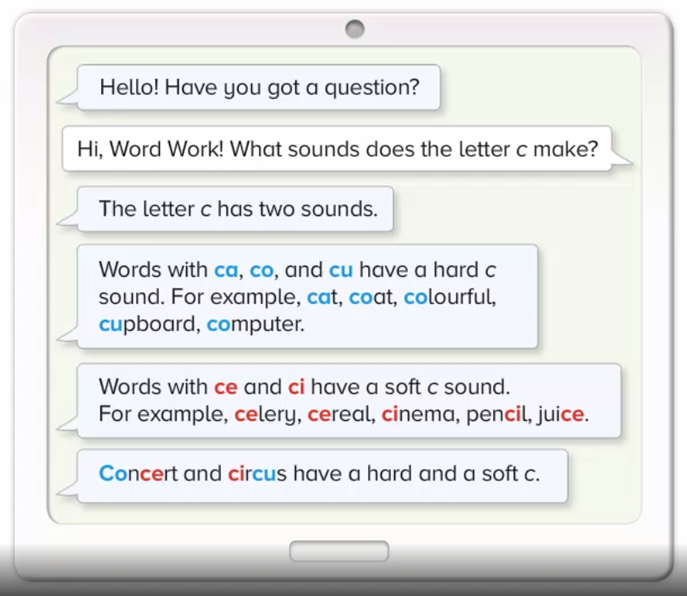 Hello! Have you got a question?
Hi, Word Work! What sounds does the letter c make?
The letter c has two sounds.
Words with ca, co, and cu have a hard c
sound. For example, cat, coat, colourful,
cupboard, computer.
Words with ce and ci have a soft c sound.
For example, celery, cereal, cinema, pencil, juice.
Concert and circus have a hard and a soft c.